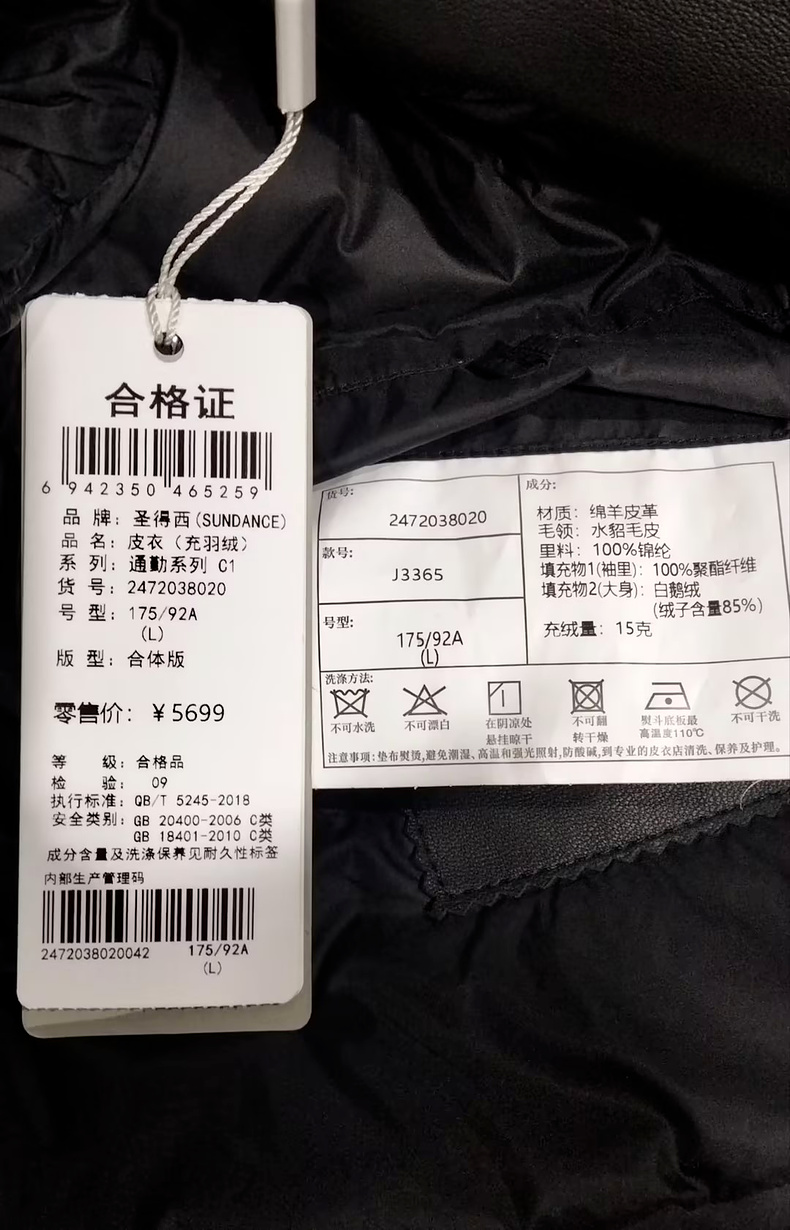 合格证
6 942350 465259
品 牌: 圣得西(SUNDANCE)
品 名: 皮衣（充羽绒）
系 列: 通勤系列 C1
货 号: 2472038020
号 型: 175/92A
(L)
版 型: 合体版
零售价: ￥5699
等 级: 合格品
检 验: 09
执行标准: QB/T 5245-2018
安全类别: GB 20400-2006 C类
GB 18401-2010 C类
成分含量及洗涤保养见耐久性标签
内部生产管理码
2472038020042 175/92A
(L)
货号:
2472038020
款号:
J3365
号型:
175/92A
(L)
成分:
材质: 绵羊皮革
毛领: 水貂毛皮
里料: 100%锦纶
填充物1(袖里): 100%聚酯纤维
填充物2(大身): 白鹅绒
(绒子含量85%)
充绒量: 15克
洗涤方法:
不可水洗
不可漂白
在阴凉处
悬挂晾干
不可翻
转干燥
熨斗底板最
高温度110℃
不可干洗
注意事项: 垫布熨烫,避免潮湿、高温和强光照射,防酸碱,到专业的皮衣店清洗、保养及护理。